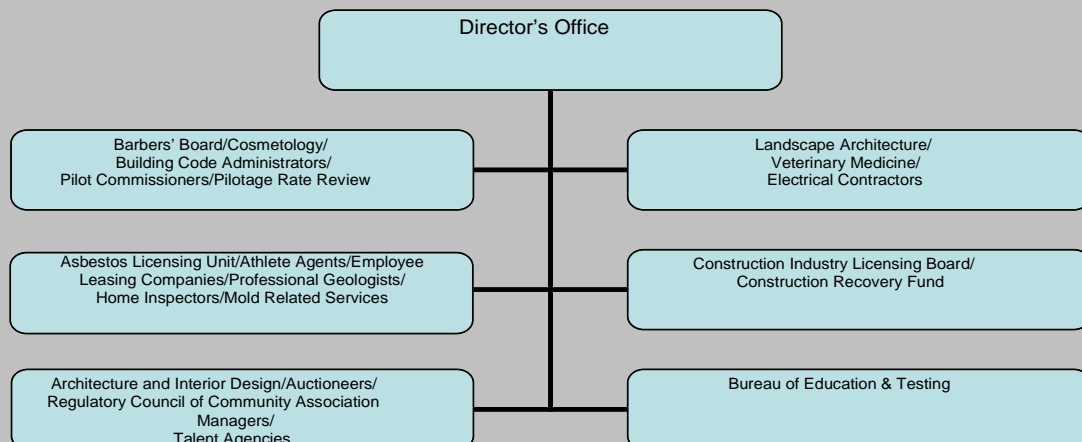 Director's Office
Barbers' Board/Cosmetology/
Building Code Administrators/
Pilot Commissioners/Pilotage Rate Review
Landscape Architecture/
Veterinary Medicine/
Electrical Contractors
Asbestos Licensing Unit/Athlete Agents/Employee
Leasing Companies/Professional Geologists/
Home Inspectors/Mold Related Services
Construction Industry Licensing Board/
Construction Recovery Fund
Architecture and Interior Design/Auctioneers/
Regulatory Council of Community Association
Managers/
Talent Agencies
Bureau of Education & Testing